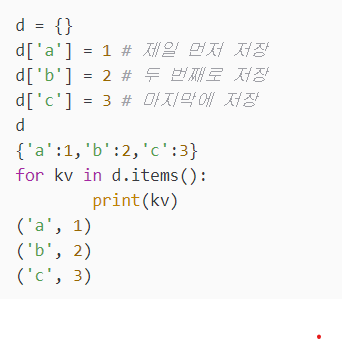 d = {}
d['a'] = 1 # 제일 먼저 저장
d['b'] = 2 # 두 번째로 저장
d['c'] = 3 # 마지막에 저장
d
{'a':1,'b':2,'c':3}
for kv in d.items():
        print(kv)
('a', 1)
('b', 2)
('c', 3)